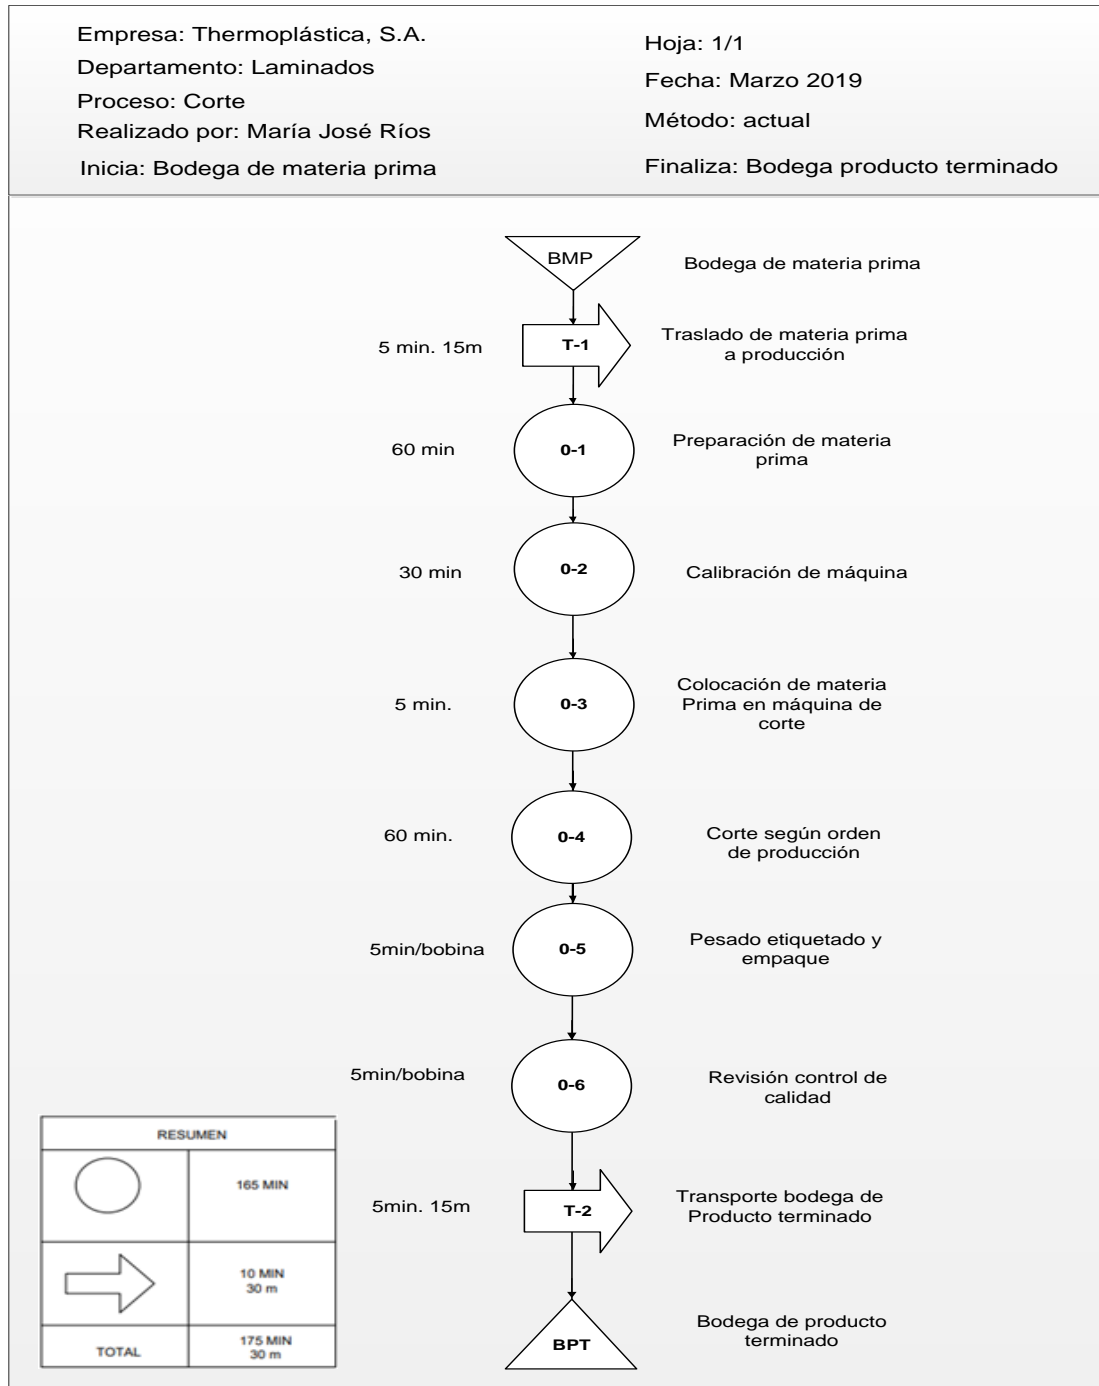 Empresa: Thermoplástica, S.A.
Departamento: Laminados
Proceso: Corte
Realizado por: María José Ríos
Inicia: Bodega de materia prima
Hoja: 1/1
Fecha: Marzo 2019
Método: actual
Finaliza: Bodega producto terminado
BMP
Bodega de materia prima
5 min. 15m
T-1
Traslado de materia prima
a producción
60 min
0-1
Preparación de materia
prima
30 min
0-2
Calibración de máquina
5 min.
0-3
Colocación de materia
Prima en máquina de
corte
60 min.
0-4
Corte según orden
de producción
5min/bobina
0-5
Pesado etiquetado y
empaque
5min/bobina
0-6
Revisión control de
calidad
5min. 15m
T-2
Transporte bodega de
Producto terminado
BPT
Bodega de producto
terminado
RESUMEN
165 MIN
10 MIN
30 m
TOTAL
175 MIN
30 m